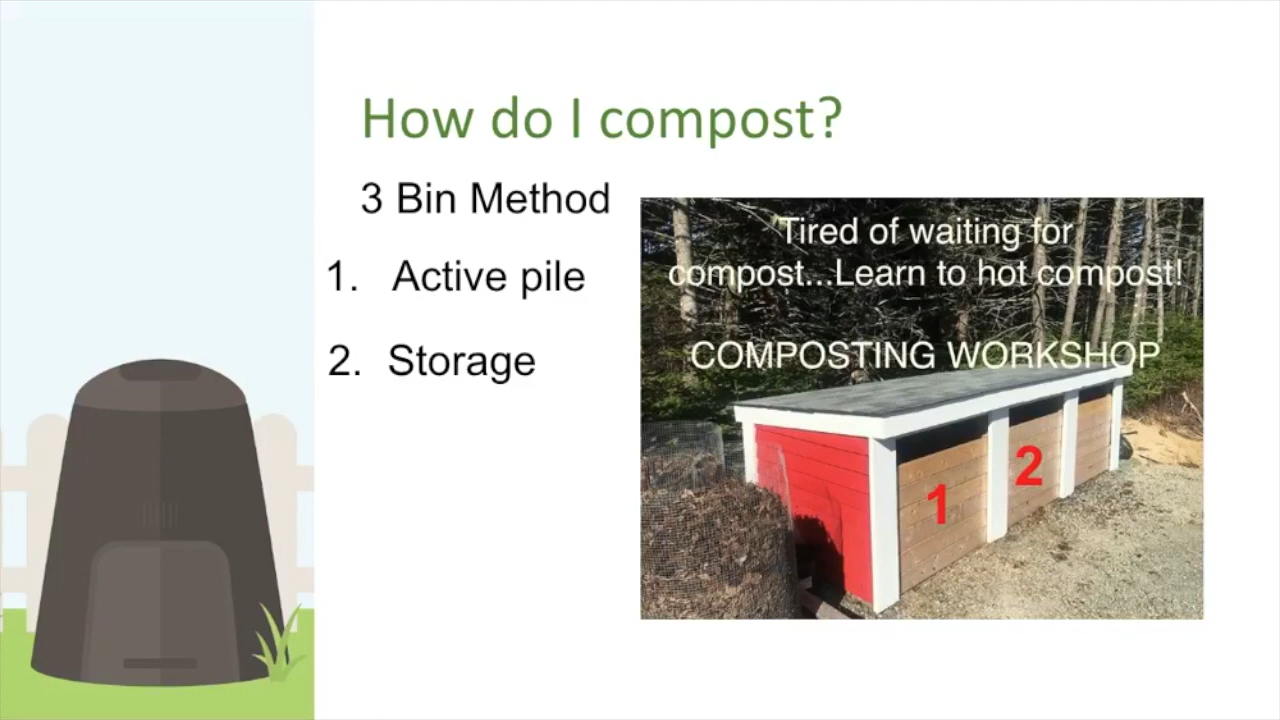 How do I compost?
3 Bin Method
1. Active pile
2. Storage
Tired of waiting for
compost...Learn to hot compost!
COMPOSTING WORKSHOP
1
2